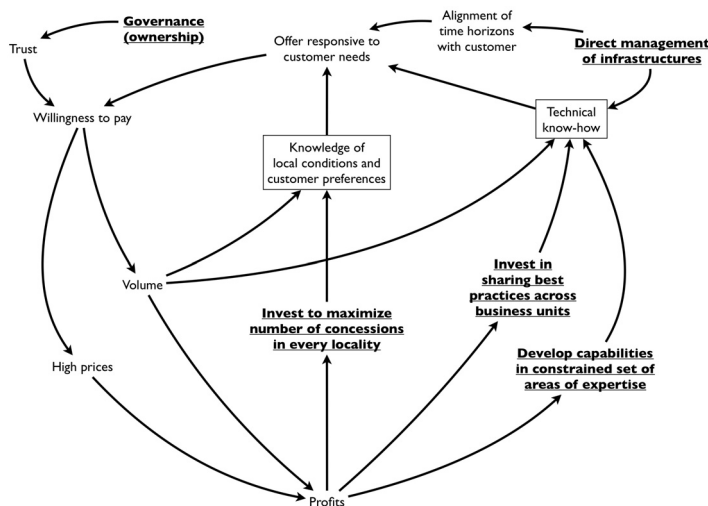 Governance
(ownership)
Trust
Offer responsive to
customer needs
Alignment of
time horizons
with customer
Direct management
of infrastructures
Willingness to pay
Technical
know-how
Knowledge of
local conditions and
customer preferences
Volume
Invest in
sharing best
practices across
business units
Invest to maximize
number of concessions
in every locality
High prices
Develop capabilities
in constrained set of
areas of expertise
Profits